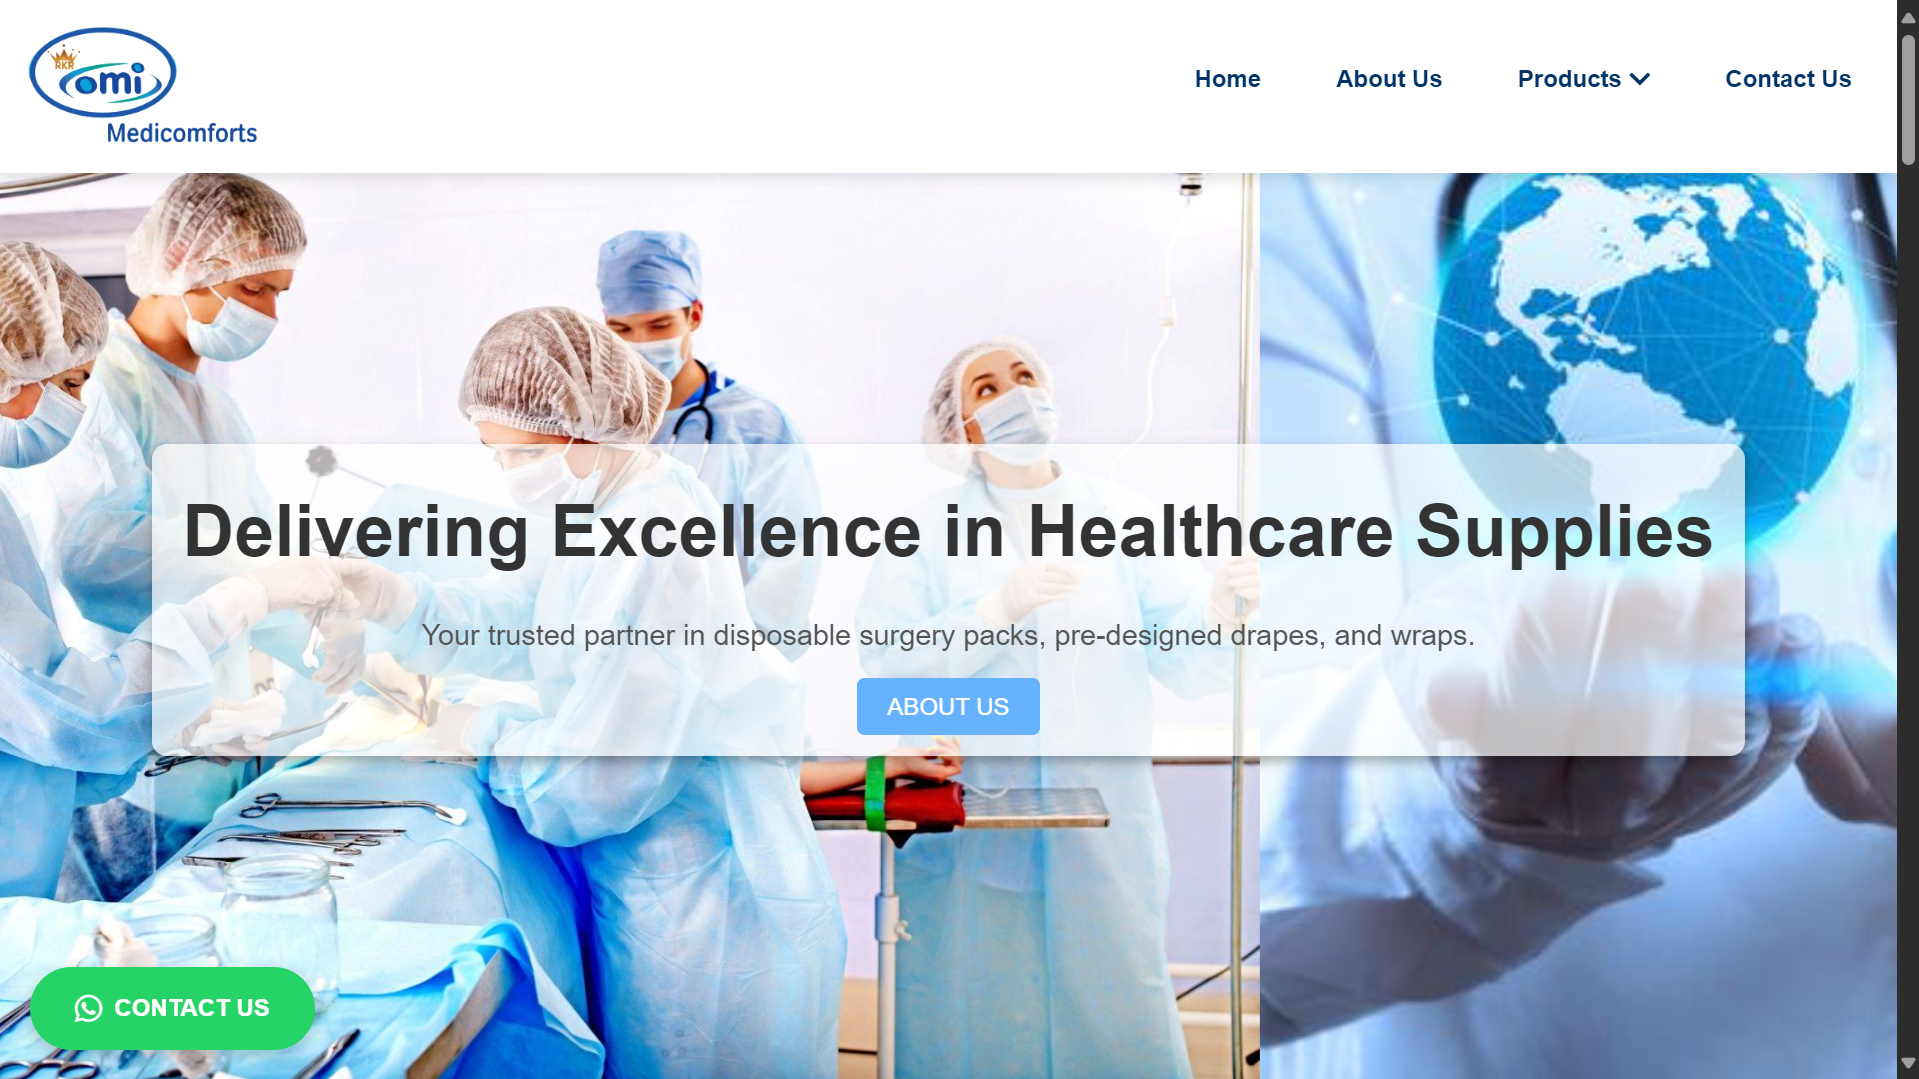 RKR
omi
Medicomforts
Home
About Us
Products
Contact Us
Delivering Excellence in Healthcare Supplies
Your trusted partner in disposable surgery packs, pre-designed drapes, and wraps.
ABOUT US
CONTACT US